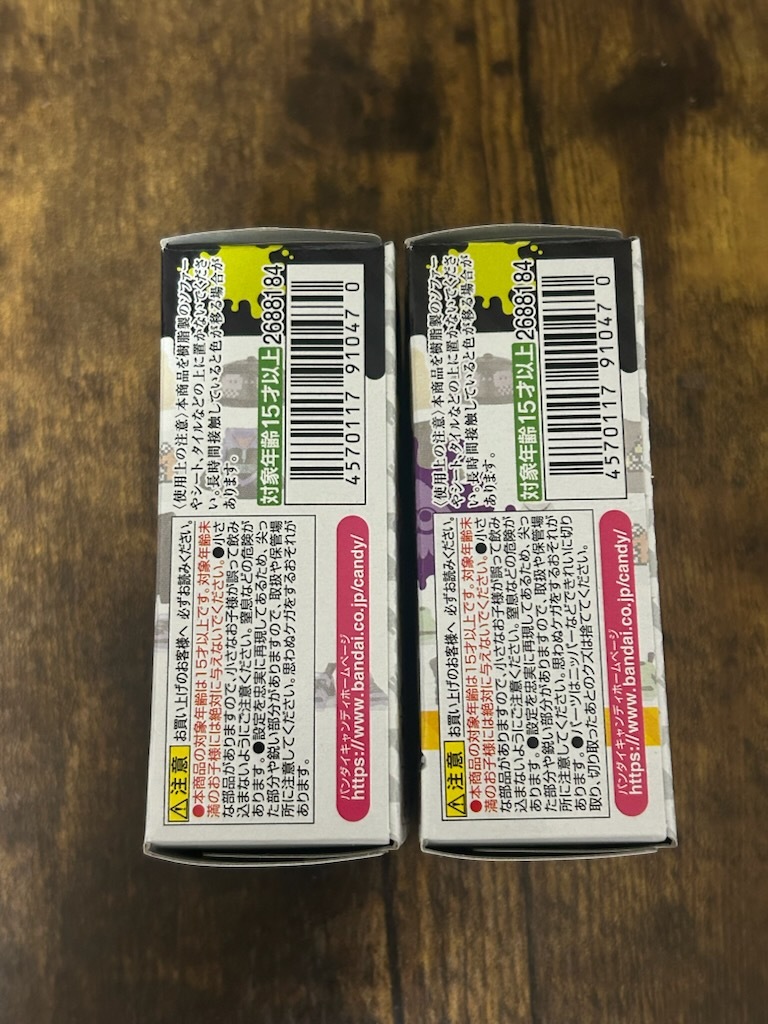 〈使用上の注意〉本商品を樹脂製のソファー
やシート、タイルなどの上に置かないでくださ
い。長時間接触していると色が移る場合が
あります。
対象年齢15才以上 2688184
4570117 910470
⚠注意 お買い上げのお客様へ 必ずお読みください。
●本商品の対象年齢は15才以上です。対象年齢未
満のお子様には絶対に与えないでください。●小さ
な部品がありますので、小さなお子様が誤って飲み
込まないようにご注意ください。窒息などの危険が
あります。●設定を忠実に再現してあるため、尖っ
た部分や鋭い部分がありますので、取扱や保管場
所に注意してください。思わぬケガをするおそれが
あります。
バンダイキャンディホームページ
https://www.bandai.co.jp/candy/
〈使用上の注意〉本商品を樹脂製のソファー
やシート、タイルなどの上に置かないでくださ
い。長時間接触していると色が移る場合が
あります。
対象年齢15才以上 2688184
4570117 910470
⚠注意 お買い上げのお客様へ 必ずお読みください。
●本商品の対象年齢は15才以上です。対象年齢未
満のお子様には絶対に与えないでください。●小さ
な部品がありますので、小さなお子様が誤って飲み
込まないようにご注意ください。窒息などの危険が
あります。●設定を忠実に再現してあるため、尖っ
た部分や鋭い部分がありますので、取扱や保管場
所に注意してください。思わぬケガをするおそれが
あります。●パーツはニッパーなどできれいに切り
取り、切り取ったあとのクズは捨ててください。
バンダイキャンディホームページ
https://www.bandai.co.jp/candy/